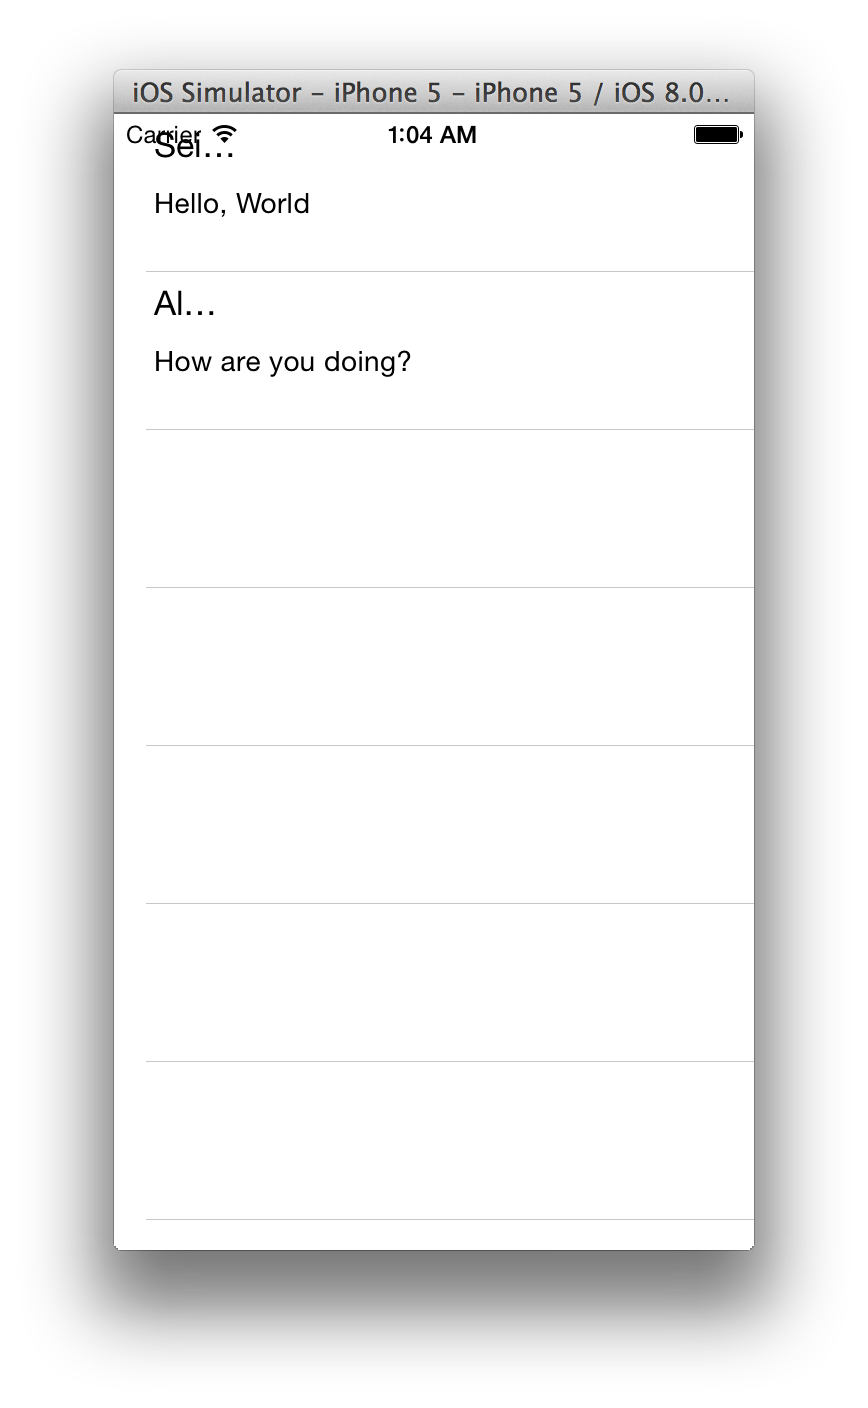 iOS Simulator – iPhone 5 – iPhone 5 / iOS 8.0...
Carrier 1:04 AM
Sei...
Hello, World
Al...
How are you doing?